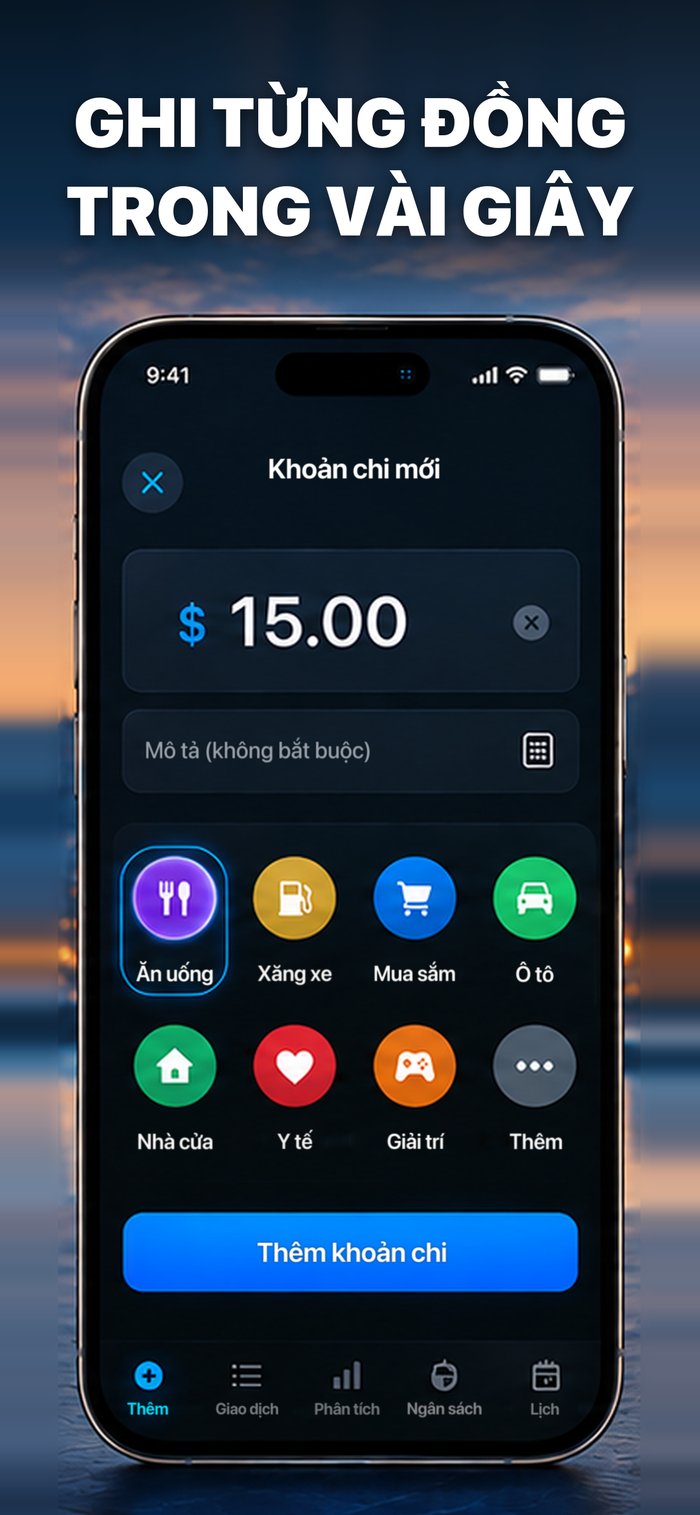 GHI TỪNG ĐỒNG
TRONG VÀI GIÂY
9:41
Khoản chi mới
$ 15.00
Mô tả (không bắt buộc)
Ăn uống
Xăng xe
Mua sắm
Ô tô
Nhà cửa
Y tế
Giải trí
Thêm
Thêm khoản chi
Thêm
Giao dịch
Phân tích
Ngân sách
Lịch